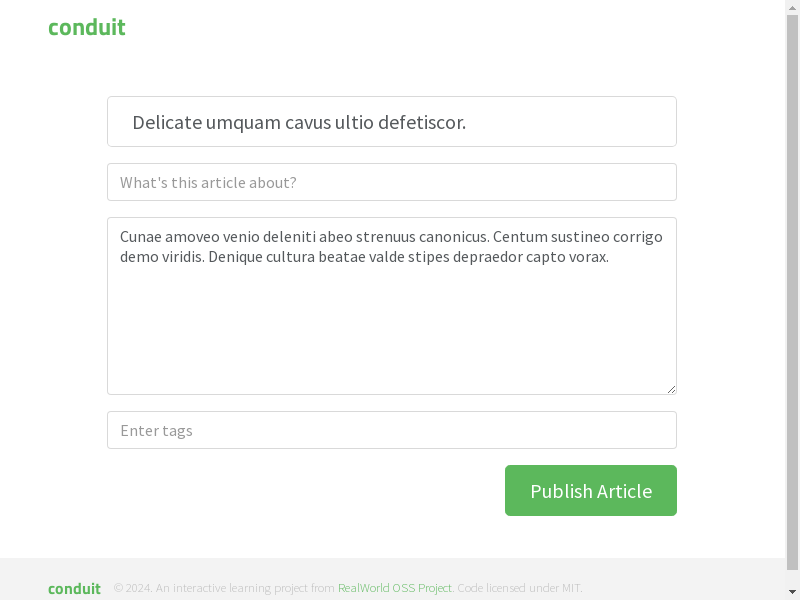 conduit
Delicate umquam cavus ultio defetiscor.
What's this article about?
Cunae amoveo venio deleniti abeo strenuus canonicus. Centum sustineo corrigo
demo viridis. Denique cultura beatae valde stipes depraedor capto vorax.
Enter tags
Publish Article
conduit © 2024. An interactive learning project from RealWorld OSS Project. Code licensed under MIT.